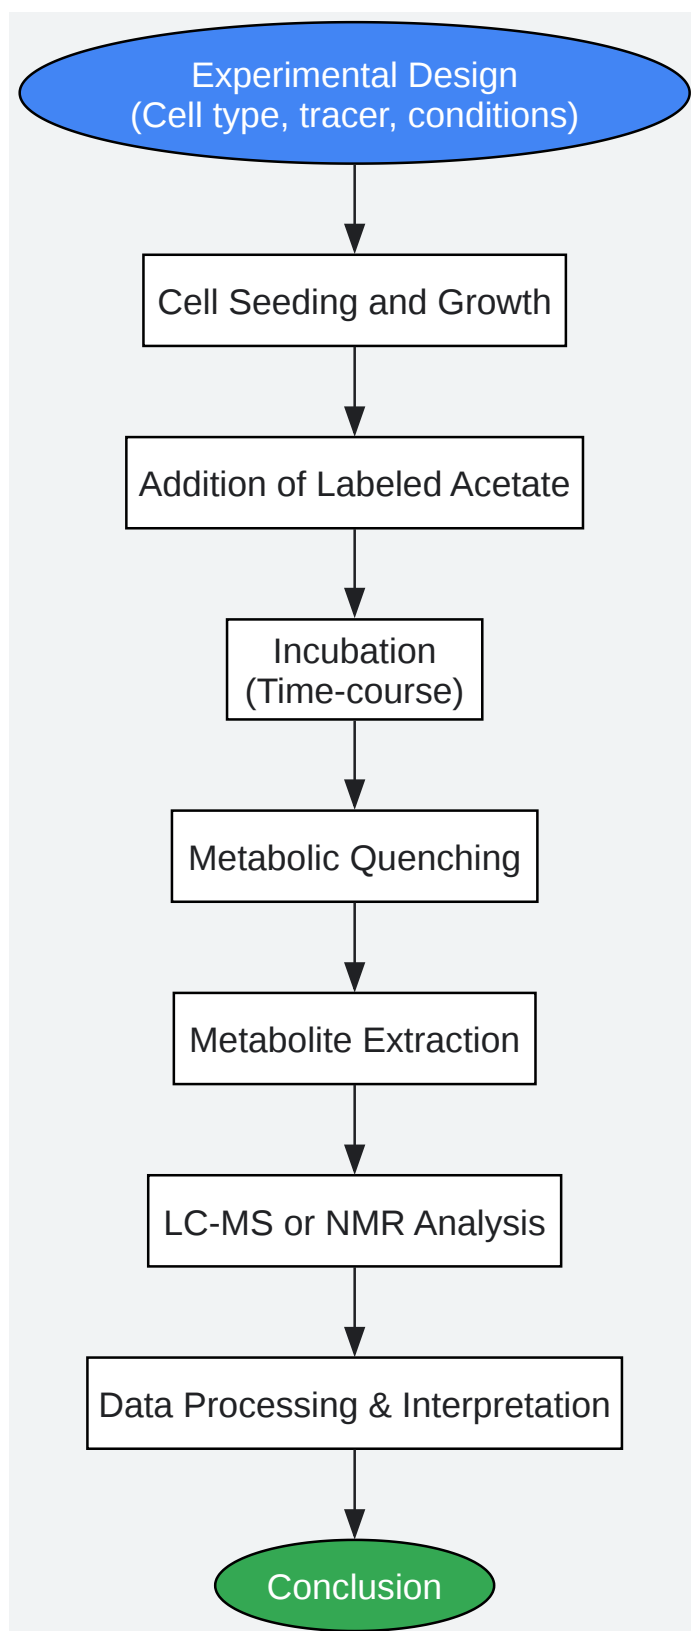 Experimental Design
(Cell type, tracer, conditions)
Cell Seeding and Growth
Addition of Labeled Acetate
Incubation
(Time-course)
Metabolic Quenching
Metabolite Extraction
LC-MS or NMR Analysis
Data Processing & Interpretation
Conclusion